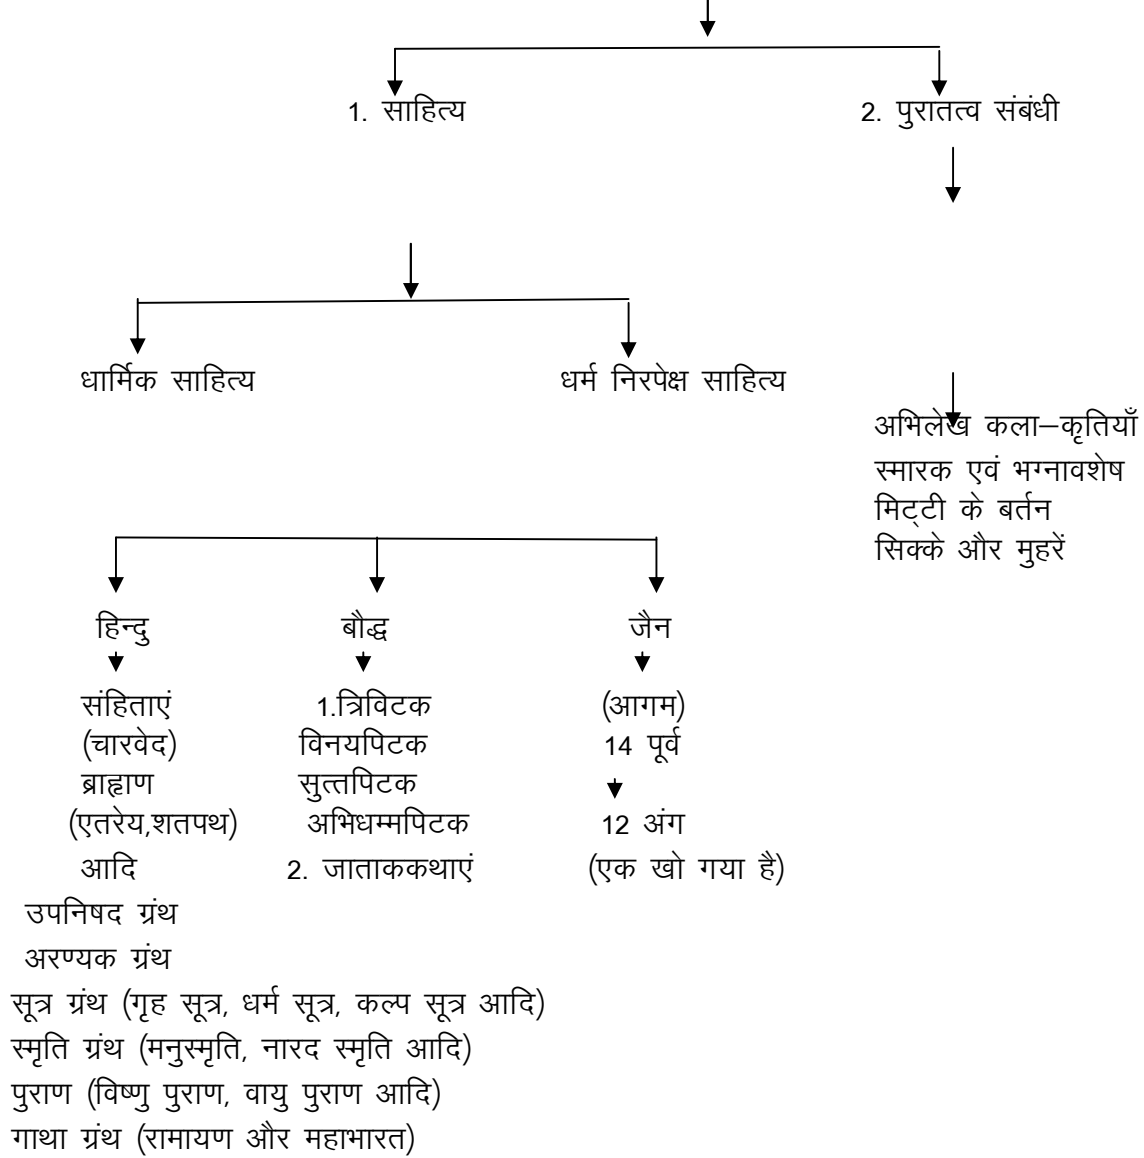 1. साहित्य
2. पुरातत्व संबंधी
धार्मिक साहित्य
धर्म निरपेक्ष साहित्य
अभिलेख कला–कृतियाँ
स्मारक एवं भग्नावशेष
मिट्टी के बर्तन
सिक्के और मुहरें
हिन्दु
बौद्ध
जैन
संहिताएं
(चारवेद)
ब्राह्राण
(एतरेय,शतपथ)
आदि
उपनिषद ग्रंथ
अरण्यक ग्रंथ
सूत्र ग्रंथ (गृह सूत्र, धर्म सूत्र, कल्प सूत्र आदि)
स्मृति ग्रंथ (मनुस्मृति, नारद स्मृति आदि)
पुराण (विष्णु पुराण, वायु पुराण आदि)
गाथा ग्रंथ (रामायण और महाभारत)
1.त्रिविटक
विनयपिटक
सुत्तपिटक
अभिधम्मपिटक
2. जाताककथाएं
(आगम)
14 पूर्व
12 अंग
(एक खो गया है)